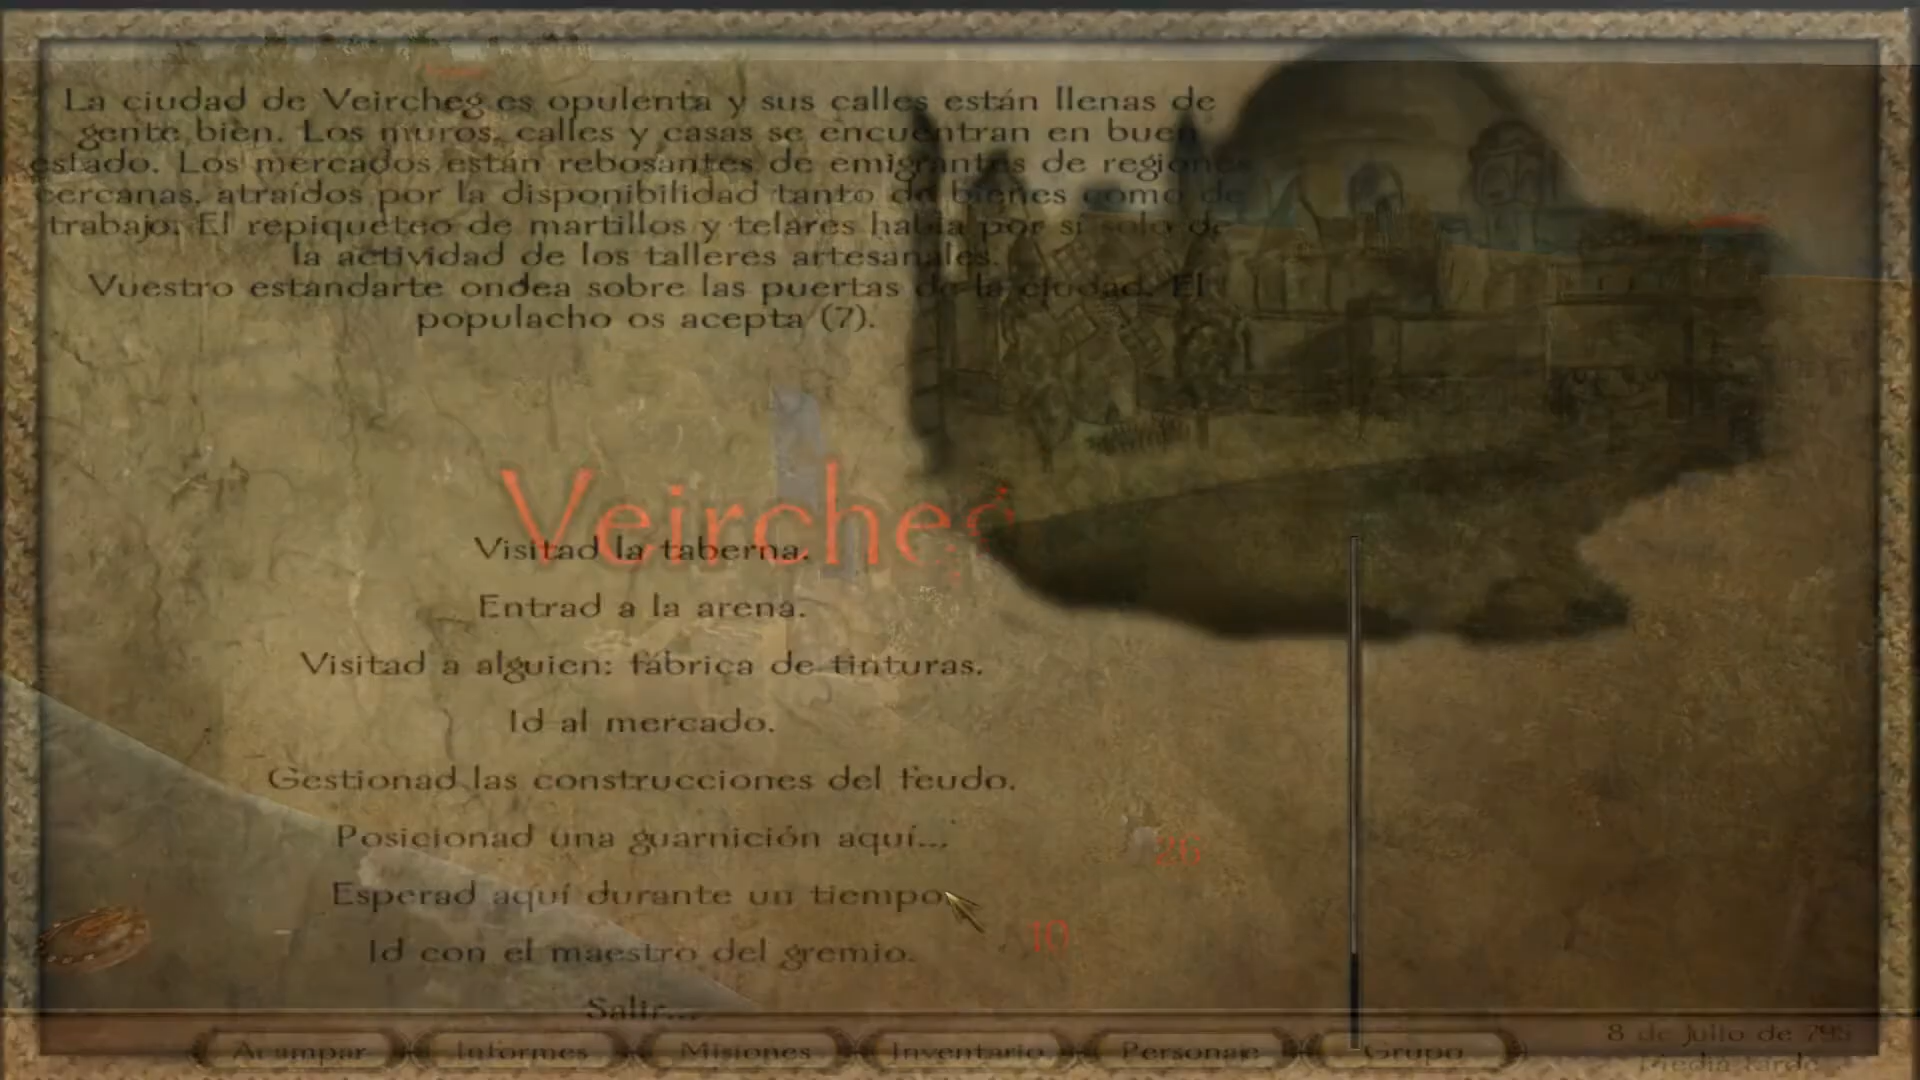 La ciudad de Veircheg es opulenta y sus calles están llenas de
gente bien. Los muros, calles y casas se encuentran en buen
estado. Los mercados están rebosantes de emigrantes de regiones
cercanas, atraídos por la disponibilidad tanto de bienes como de
trabajo. El repiqueteo de martillos y telares habla por sí solo de
la actividad de los talleres artesanales.
Vuestro estandarte ondea sobre las puertas de la ciudad. El
populacho os acepta (7).
Veircheg
Visitad la taberna.
Entrad a la arena.
Visitad a alguien: fábrica de tinturas.
Id al mercado.
Gestionad las construcciones del feudo.
Posicionad una guarnición aquí...
26
Esperad aquí durante un tiempo.
10
Id con el maestro del gremio.
Salir...
Acampar Informes Misiones Inventario Personaje Grupo
8 de Julio de 795
Media tarde